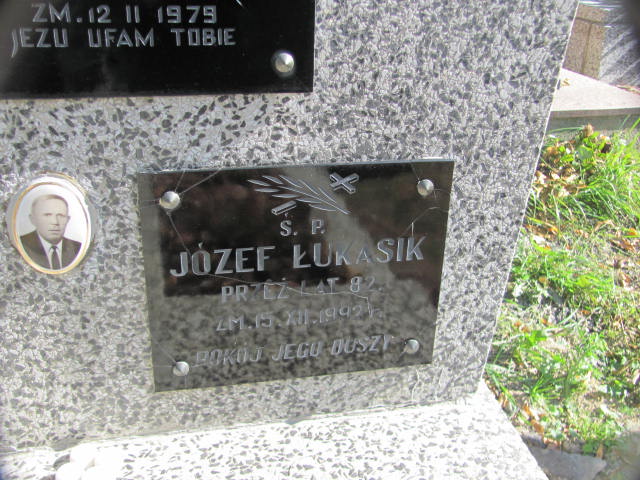 ZM. 12 II 1979
JEZU UFAM TOBIE
Ś. P.
JÓZEF ŁUKASIK
PRZEŻ. LAT 82.
ZM. 15. XII. 1992 r.
POKÓJ JEGO DUSZY